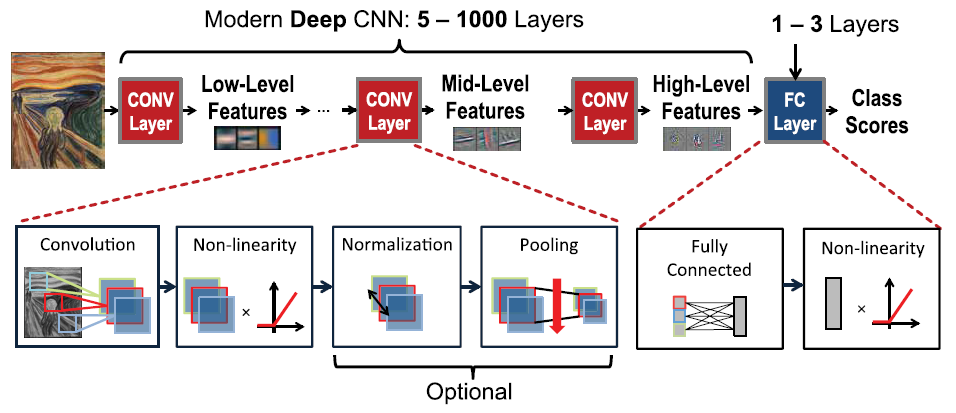 Modern Deep CNN: 5 – 1000 Layers
1 – 3 Layers
CONV
Layer
Low-Level
Features
...
CONV
Layer
Mid-Level
Features
CONV
Layer
High-Level
Features
FC
Layer
Class
Scores
Convolution
Non-linearity
×
Normalization
Pooling
Fully
Connected
Non-linearity
×
Optional